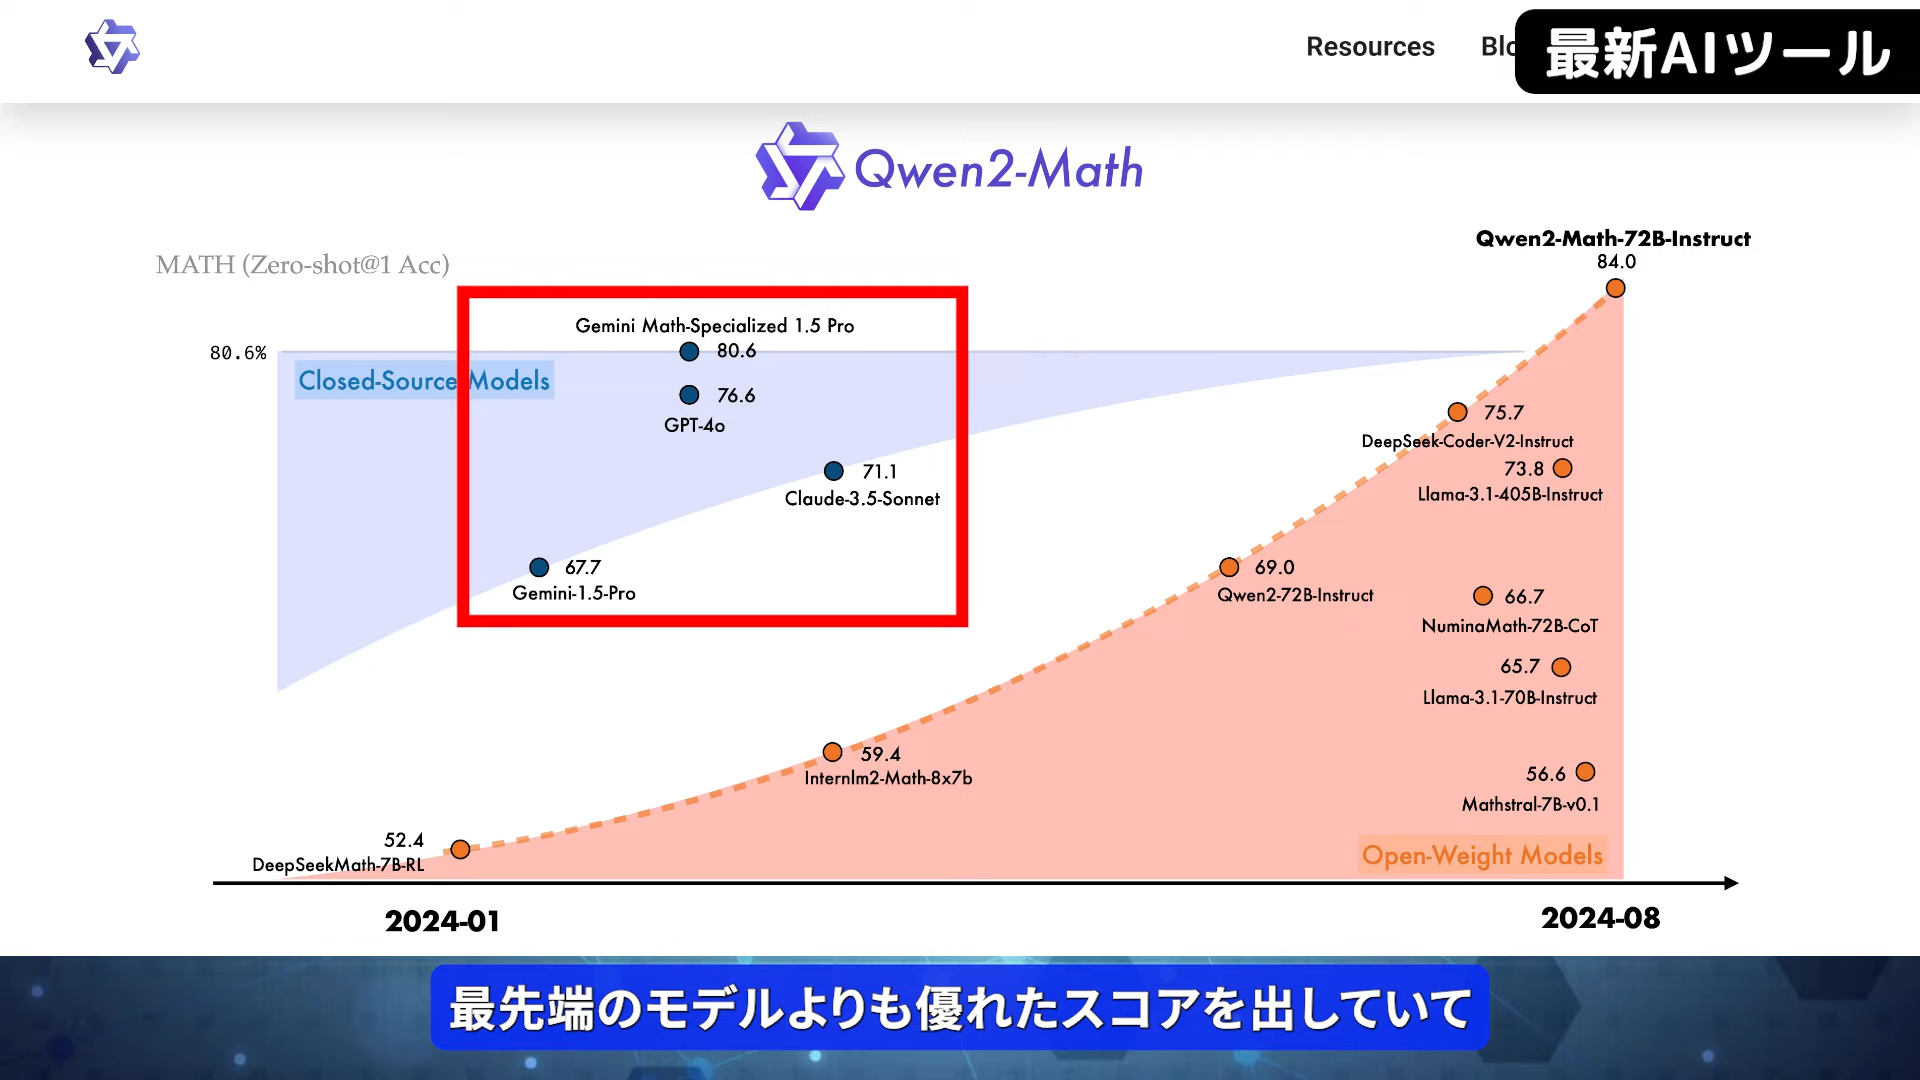 Resources
最新AIツール
Qwen2-Math
Qwen2-Math-72B-Instruct
84.0
MATH (Zero-shot@1 Acc)
Gemini Math-Specialized 1.5 Pro
80.6%
80.6
Closed-Source Models
76.6
GPT-4o
75.7
DeepSeek-Coder-V2-Instruct
71.1
Claude-3.5-Sonnet
73.8
Llama-3.1-405B-Instruct
67.7
Gemini-1.5-Pro
69.0
Qwen2-72B-Instruct
66.7
NuminaMath-72B-CoT
65.7
Llama-3.1-70B-Instruct
59.4
Internlm2-Math-8x7b
56.6
Mathstral-7B-v0.1
52.4
DeepSeekMath-7B-RL
Open-Weight Models
2024-01
2024-08
最先端のモデルよりも優れたスコアを出していて